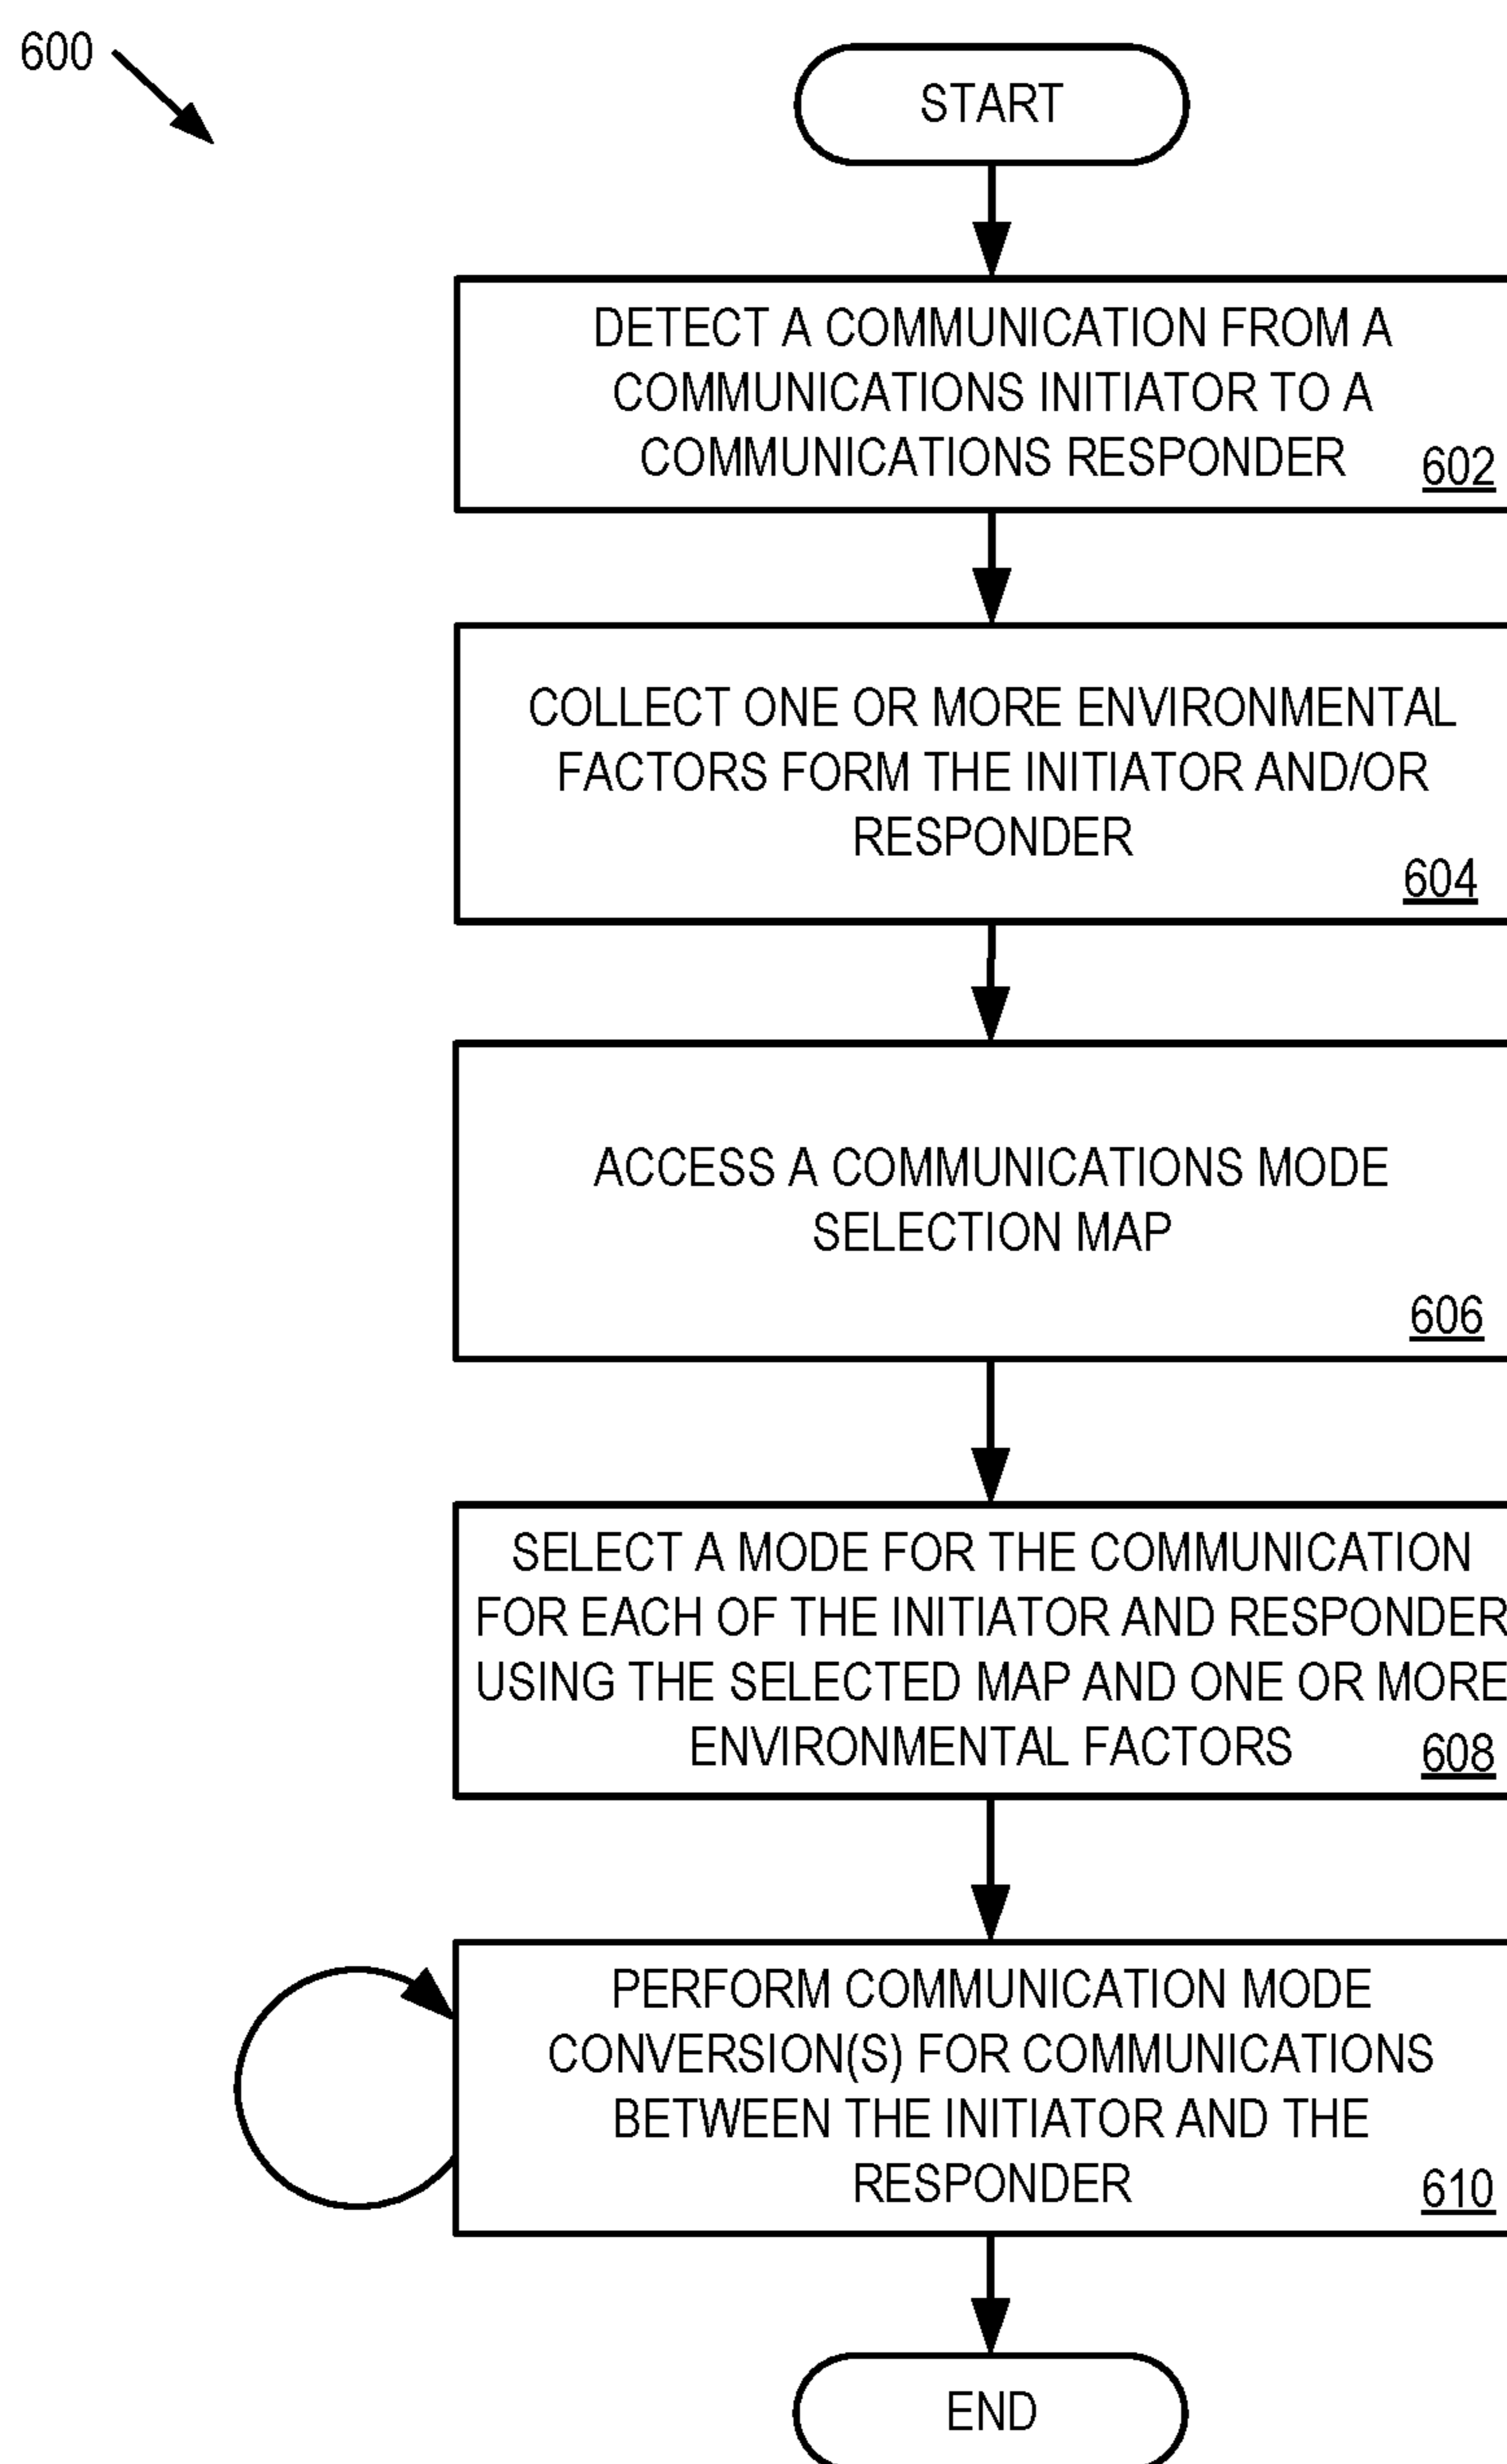 600
START
DETECT A COMMUNICATION FROM A
COMMUNICATIONS INITIATOR TO A
COMMUNICATIONS RESPONDER
602
COLLECT ONE OR MORE ENVIRONMENTAL
FACTORS FORM THE INITIATOR AND/OR
RESPONDER
604
ACCESS A COMMUNICATIONS MODE
SELECTION MAP
606
SELECT A MODE FOR THE COMMUNICATION
FOR EACH OF THE INITIATOR AND RESPONDER
USING THE SELECTED MAP AND ONE OR MORE
ENVIRONMENTAL FACTORS
608
PERFORM COMMUNICATION MODE
CONVERSION(S) FOR COMMUNICATIONS
BETWEEN THE INITIATOR AND THE
RESPONDER
610
END